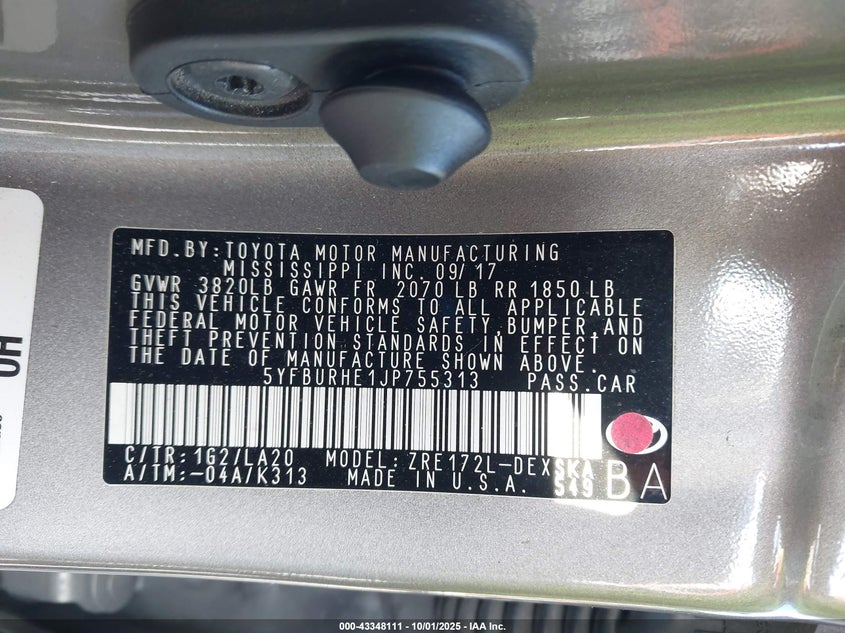 MFD.BY:TOYOTA MOTOR MANUFACTURING
MISSISSIPPI INC. 09/17
GVWR 3820LB GAWR FR 2070 LB RR 1850 LB
THIS VEHICLE CONFORMS TO ALL APPLICABLE
FEDERAL MOTOR VEHICLE SAFETY,BUMPER,AND
THEFT PREVENTION STANDARDS IN EFFECT ON
THE DATE OF MANUFACTURE SHOWN ABOVE.
5YFBURHE1JP755313 PASS.CAR
C/TR:1G2/LA20 MODEL:ZRE172L-DEXSKA
A/TM:-04A/K313 MADE IN U.S.A. 549 BA
OH
000-43348111 - 10/01/2025 - © IAA Inc.